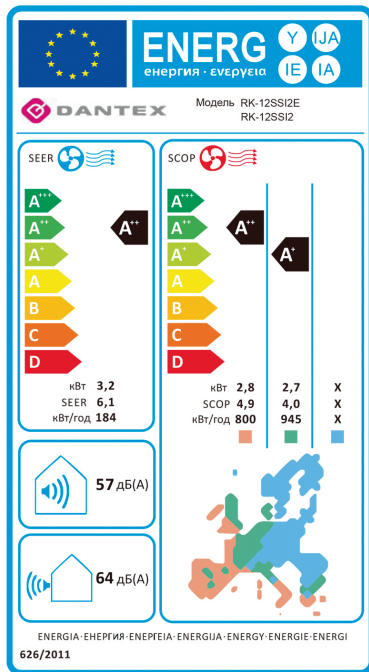 ENERG
енергия · ενεργεια
Y IJA
IE IA
DANTEX
Модель RK-12SSI2E
RK-12SSI2
SEER
A+++
A++
A+
A
B
C
D
A++
кВт 3,2
SEER 6,1
кВт/год 184
SCOP
A+++
A++
A+
A
B
C
D
A++
A+
кВт 2,8 2,7 X
SCOP 4,9 4,0 X
кВт/год 800 945 X
57 дБ(A)
64 дБ(A)
ENERGIA·ЕНЕРГИЯ·ΕΝΕΡΓΕΙΑ·ENERGIJA·ENERGY·ENERGIE·ENERGI
626/2011